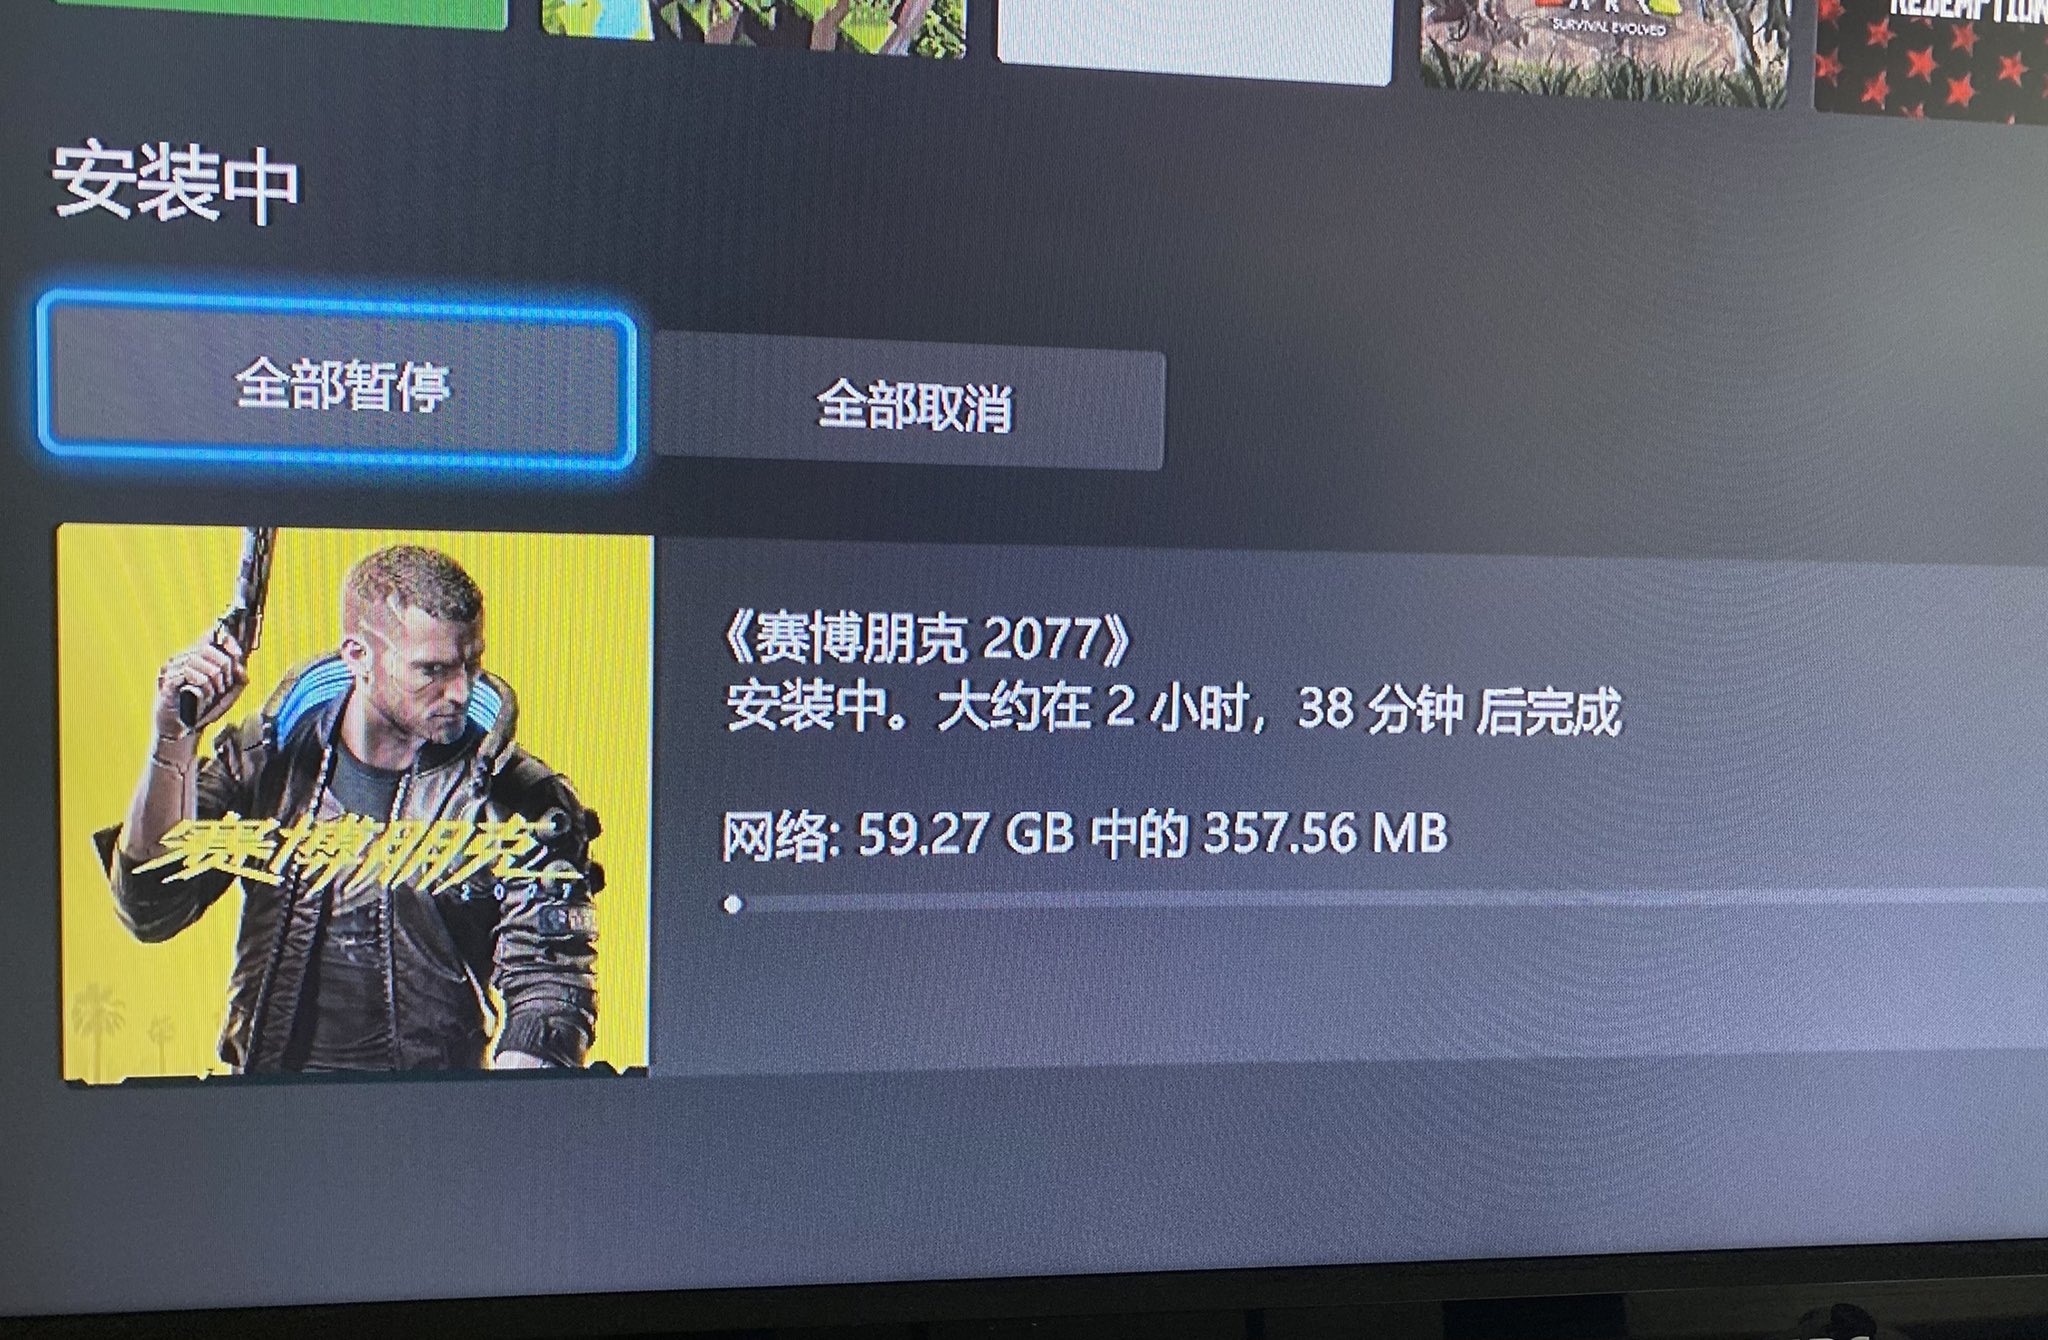 SURVIVAL EVOLVED
REDEMPTION
安装中
全部暂停
全部取消
《赛博朋克 2077》
安装中。大约在 2 小时，38 分钟 后完成
网络: 59.27 GB 中的 357.56 MB
赛博朋克
2077